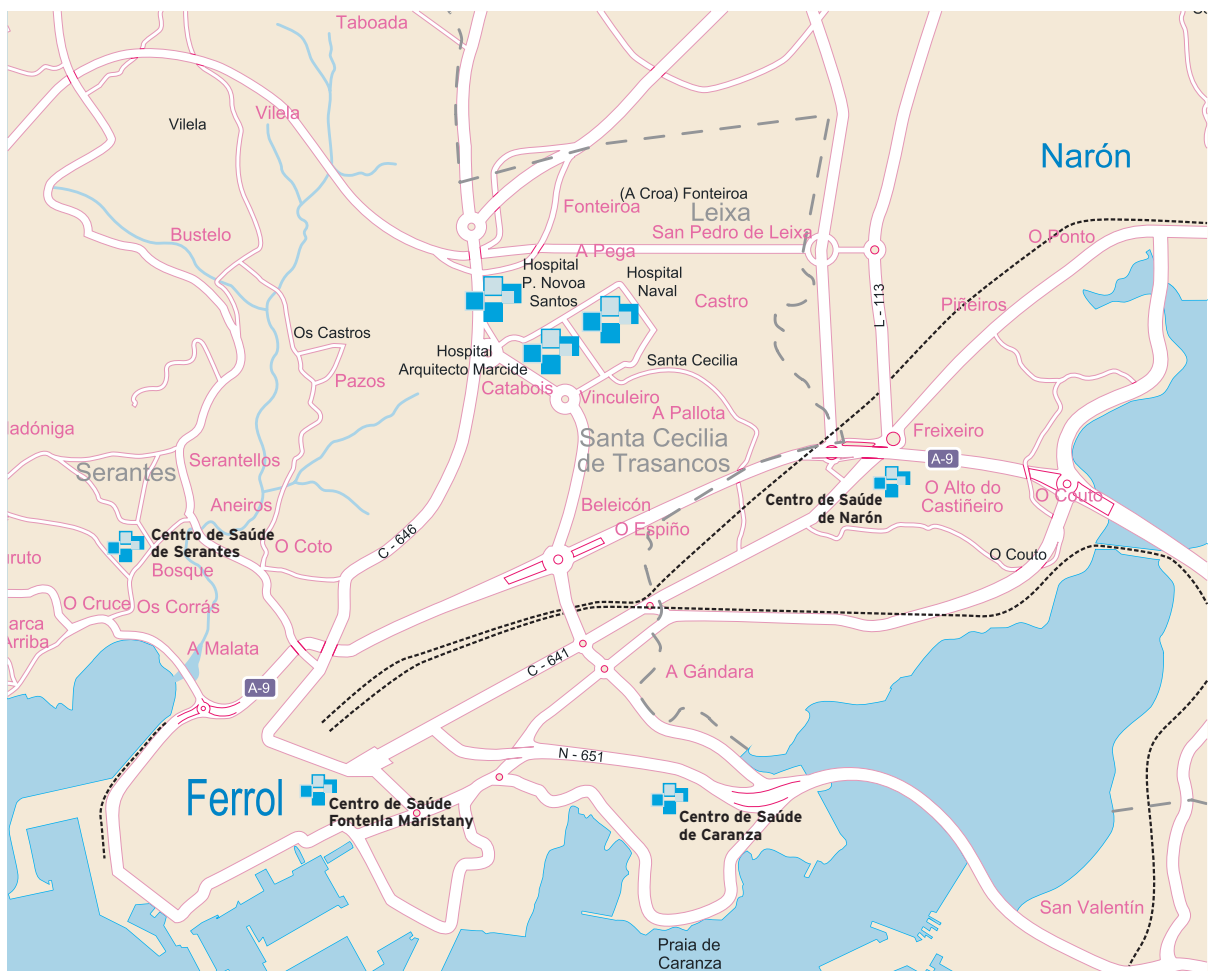 Taboada
Vilela
Vilela
Narón
(A Croa) Fonteiroa
Fonteiroa
Leixa
San Pedro de Leixa
Bustelo
A Pega
O Ponto
Hospital
P. Novoa
Santos
Hospital
Naval
Castro
Piñeiros
L - 113
Os Castros
Hospital
Arquitecto Marcide
Santa Cecilia
Pazos
Catabois
Vinculeiro
A Pallota
adóniga
Freixeiro
Santa Cecilia
de Trasancos
Serantes
Serantellos
A-9
Aneiros
Beleicón
Centro de Saúde
de Narón
O Alto do
Castiñeiro
O Couto
O Espiño
Centro de Saúde
de Serantes
C - 646
O Coto
O Couto
uruto
Bosque
O Cruce
Os Corrás
arca
Arriba
A Malata
C - 641
A Gándara
A-9
N - 651
Ferrol
Centro de Saúde
Fontenla Maristany
Centro de Saúde
de Caranza
San Valentín
Praia de
Caranza